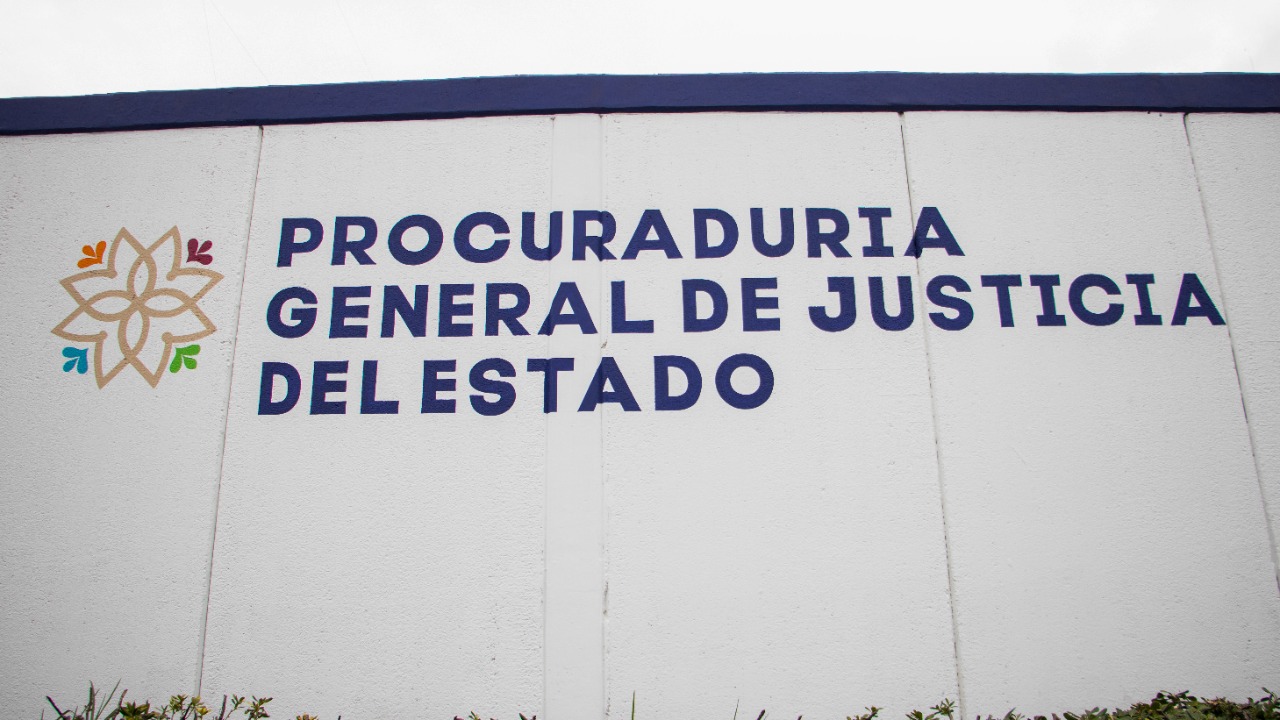 PROCURADURIA
GENERAL DE JUSTICIA
DEL ESTADO